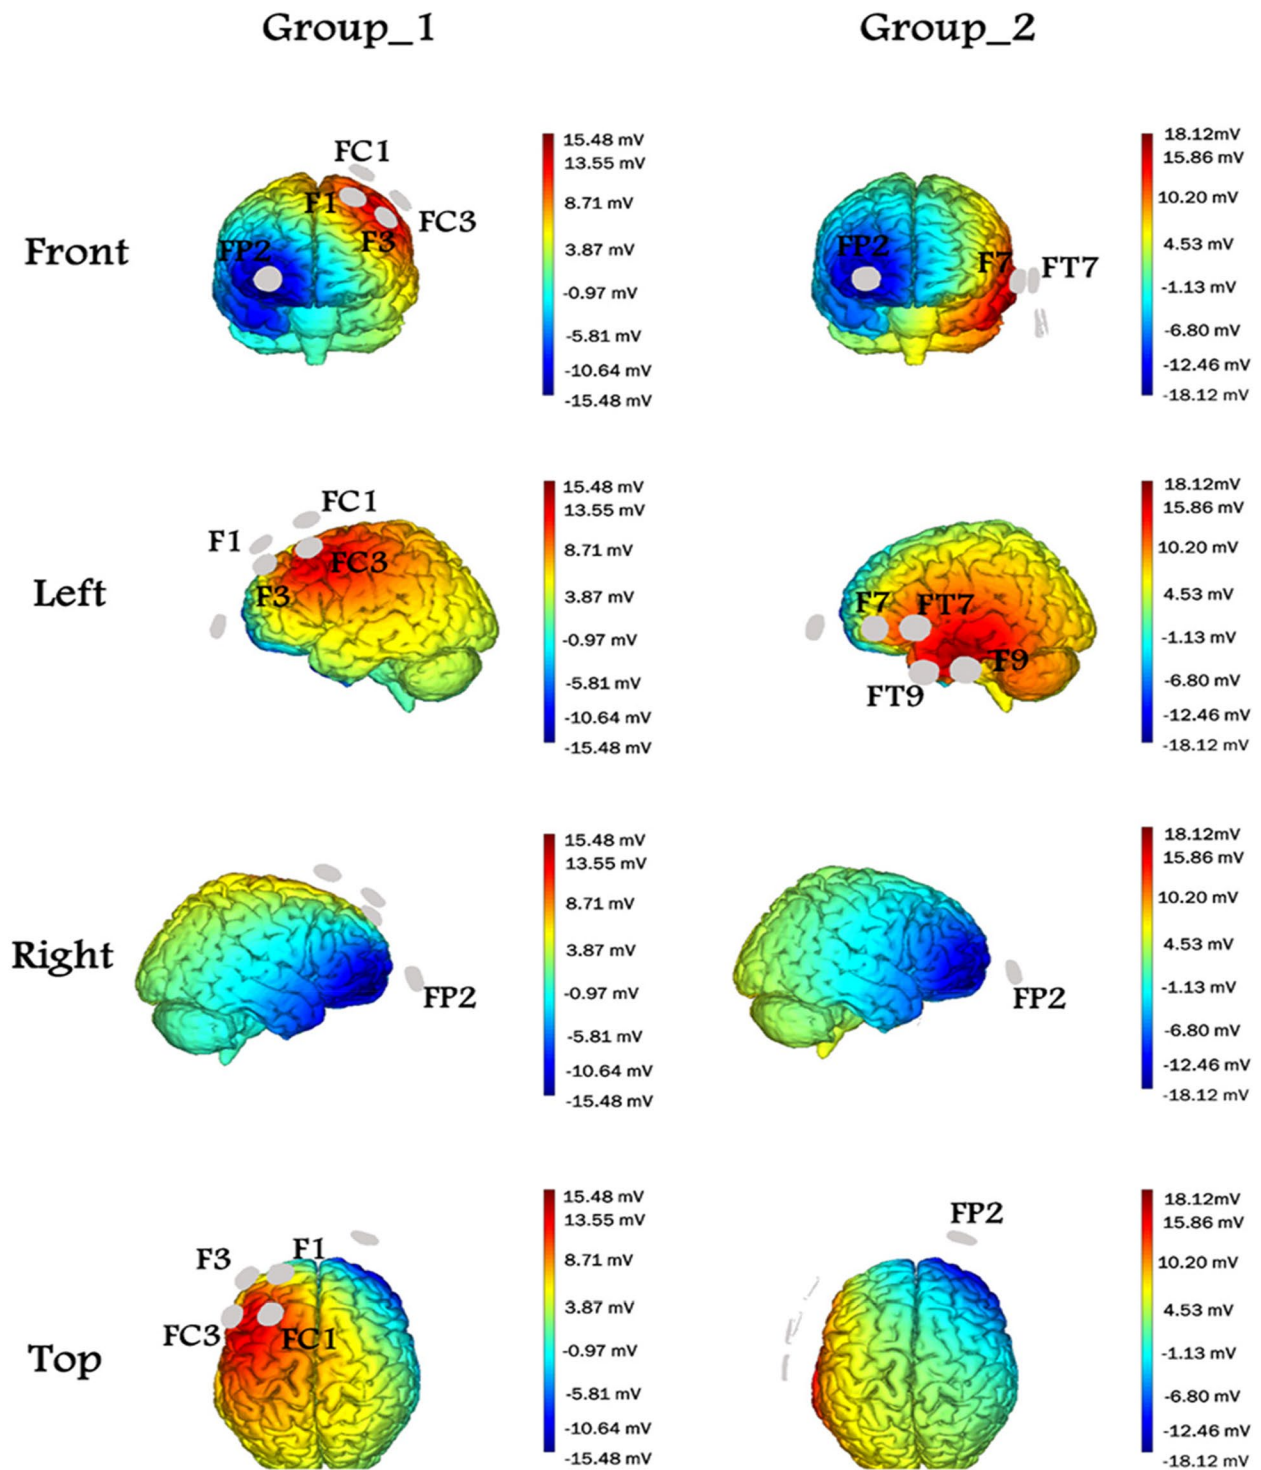 Group_1 Group_2
FC1
F1
FC3
F3
FP2
Front
15.48 mV
13.55 mV
8.71 mV
3.87 mV
-0.97 mV
-5.81 mV
-10.64 mV
-15.48 mV
FP2
F7
FT7
18.12mV
15.86 mV
10.20 mV
4.53 mV
-1.13 mV
-6.80 mV
-12.46 mV
-18.12 mV
FC1
F1
FC3
F3
Left
15.48 mV
13.55 mV
8.71 mV
3.87 mV
-0.97 mV
-5.81 mV
-10.64 mV
-15.48 mV
F7
FT7
F9
FT9
18.12mV
15.86 mV
10.20 mV
4.53 mV
-1.13 mV
-6.80 mV
-12.46 mV
-18.12 mV
Right
FP2
15.48 mV
13.55 mV
8.71 mV
3.87 mV
-0.97 mV
-5.81 mV
-10.64 mV
-15.48 mV
FP2
18.12mV
15.86 mV
10.20 mV
4.53 mV
-1.13 mV
-6.80 mV
-12.46 mV
-18.12 mV
F3
F1
FC3
FC1
Top
15.48 mV
13.55 mV
8.71 mV
3.87 mV
-0.97 mV
-5.81 mV
-10.64 mV
-15.48 mV
FP2
18.12mV
15.86 mV
10.20 mV
4.53 mV
-1.13 mV
-6.80 mV
-12.46 mV
-18.12 mV